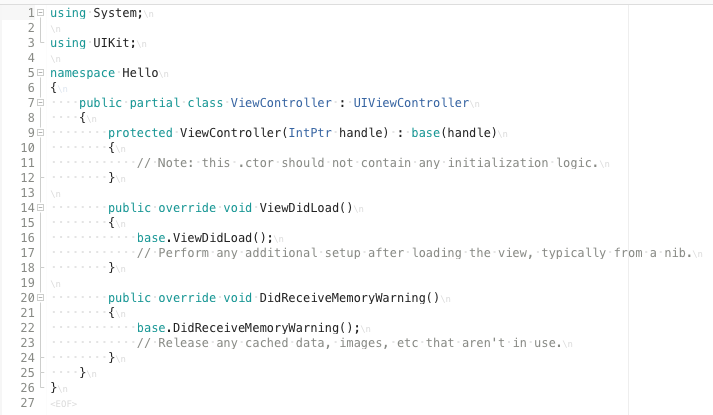 1 using System;\n
2 \n
3 using UIKit;\n
4 \n
5 namespace Hello\n
6 {\n
7     public partial class ViewController : UIViewController\n
8     {\n
9         protected ViewController(IntPtr handle) : base(handle)\n
10         {\n
11             // Note: this .ctor should not contain any initialization logic.\n
12         }\n
13 \n
14         public override void ViewDidLoad()\n
15         {\n
16             base.ViewDidLoad();\n
17             // Perform any additional setup after loading the view, typically from a nib.\n
18         }\n
19 \n
20         public override void DidReceiveMemoryWarning()\n
21         {\n
22             base.DidReceiveMemoryWarning();\n
23             // Release any cached data, images, etc that aren't in use.\n
24         }\n
25     }\n
26 }\n
27 <EOF>